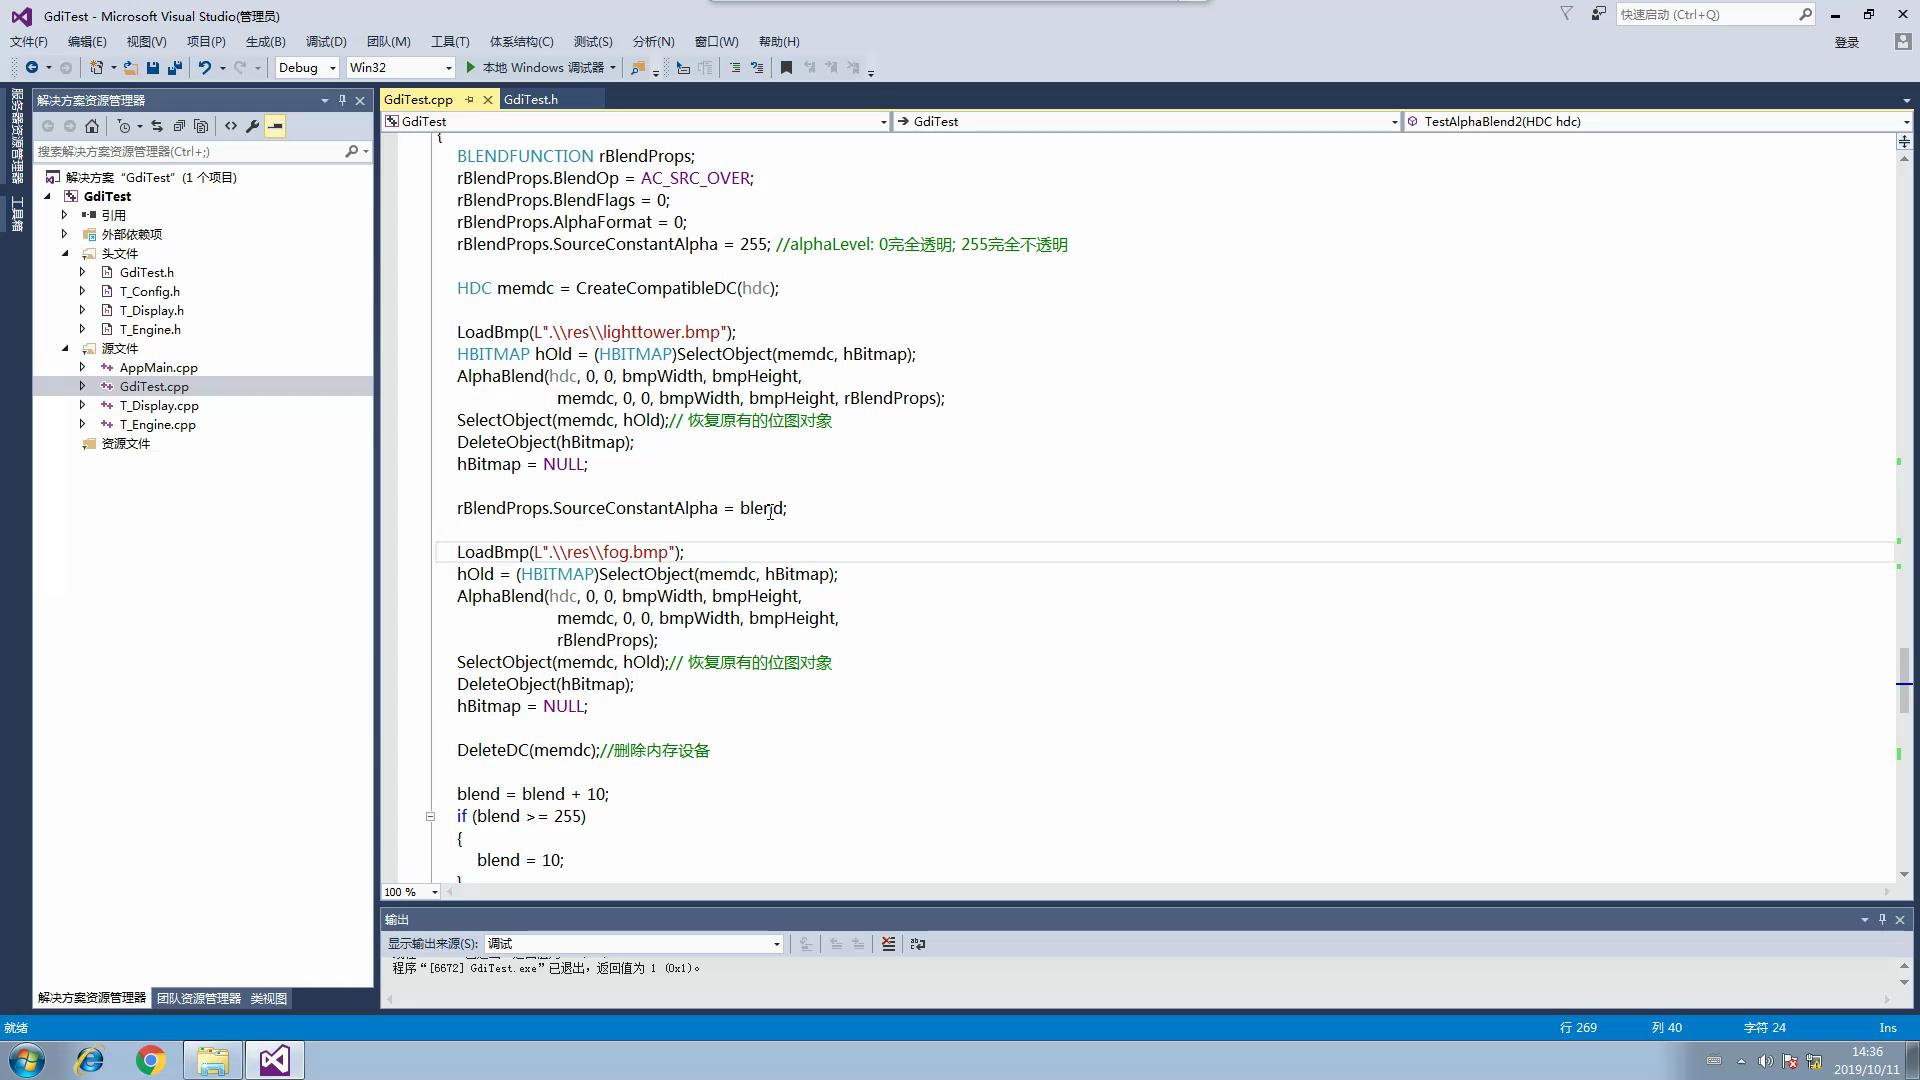 GdiTest - Microsoft Visual Studio(管理员)
快速启动 (Ctrl+Q)
文件(F) 编辑(E) 视图(V) 项目(P) 生成(B) 调试(D) 团队(M) 工具(T) 体系结构(C) 测试(S) 分析(N) 窗口(W) 帮助(H)
登录
Debug Win32 本地 Windows 调试器
服务器资源管理器
工具箱
解决方案资源管理器
搜索解决方案资源管理器(Ctrl+;)
解决方案 "GdiTest" (1 个项目)
GdiTest
引用
外部依赖项
头文件
GdiTest.h
T_Config.h
T_Display.h
T_Engine.h
源文件
AppMain.cpp
GdiTest.cpp
T_Display.cpp
T_Engine.cpp
资源文件
解决方案资源管理器 团队资源管理器 类视图
GdiTest.cpp GdiTest.h
GdiTest GdiTest TestAlphaBlend2(HDC hdc)
{
BLENDFUNCTION rBlendProps;
rBlendProps.BlendOp = AC_SRC_OVER;
rBlendProps.BlendFlags = 0;
rBlendProps.AlphaFormat = 0;
rBlendProps.SourceConstantAlpha = 255; //alphaLevel: 0完全透明; 255完全不透明
HDC memdc = CreateCompatibleDC(hdc);
LoadBmp(L".\\res\\lighttower.bmp");
HBITMAP hOld = (HBITMAP)SelectObject(memdc, hBitmap);
AlphaBlend(hdc, 0, 0, bmpWidth, bmpHeight,
memdc, 0, 0, bmpWidth, bmpHeight, rBlendProps);
SelectObject(memdc, hOld);// 恢复原有的位图对象
DeleteObject(hBitmap);
hBitmap = NULL;
rBlendProps.SourceConstantAlpha = blend;
LoadBmp(L".\\res\\fog.bmp");
hOld = (HBITMAP)SelectObject(memdc, hBitmap);
AlphaBlend(hdc, 0, 0, bmpWidth, bmpHeight,
memdc, 0, 0, bmpWidth, bmpHeight,
rBlendProps);
SelectObject(memdc, hOld);// 恢复原有的位图对象
DeleteObject(hBitmap);
hBitmap = NULL;
DeleteDC(memdc);//删除内存设备
blend = blend + 10;
if (blend >= 255)
{
blend = 10;
}
100 %
输出
显示输出来源(S): 调试
程序“[6672] GdiTest.exe”已退出，返回值为 1 (0x1)。
就绪 行 269 列 40 字符 24 Ins
14:36
2019/10/11